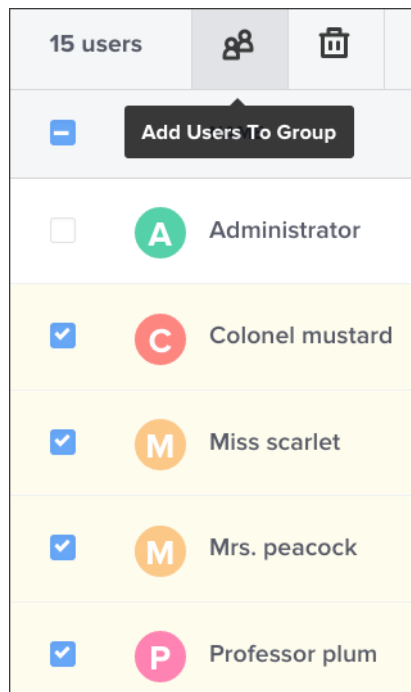 15 users
Add Users To Group
A Administrator
C Colonel mustard
M Miss scarlet
M Mrs. peacock
P Professor plum